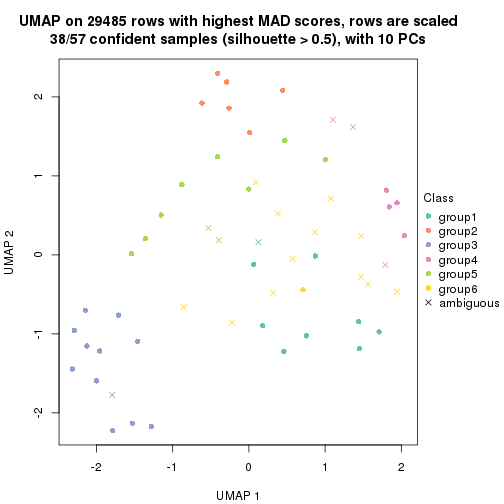 UMAP on 29485 rows with highest MAD scores, rows are scaled
38/57 confident samples (silhouette > 0.5), with 10 PCs
2
1
0
-1
-2
UMAP 2
-2
-1
0
1
2
UMAP 1
Class
group1
group2
group3
group4
group5
group6
ambiguous